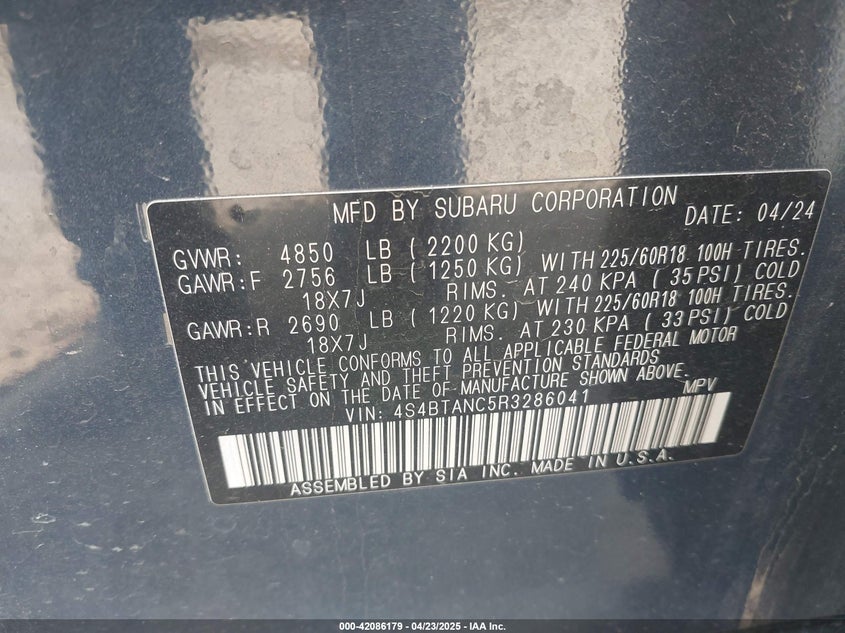 MFD BY SUBARU CORPORATION DATE: 04/24
GVWR: 4850 LB (2200 KG)
GAWR:F 2756 LB (1250 KG) WITH 225/60R18 100H TIRES.
18X7J RIMS. AT 240 KPA (35 PSI) COLD
GAWR:R 2690 LB (1220 KG) WITH 225/60R18 100H TIRES.
18X7J RIMS. AT 230 KPA (33 PSI) COLD
THIS VEHICLE CONFORMS TO ALL APPLICABLE FEDERAL MOTOR
VEHICLE SAFETY AND THEFT PREVENTION STANDARDS
IN EFFECT ON THE DATE OF MANUFACTURE SHOWN ABOVE.
VIN: 4S4BTANC5R3286041 MPV
ASSEMBLED BY SIA INC. MADE IN U.S.A.
000-42086179 - 04/23/2025 - IAA Inc.